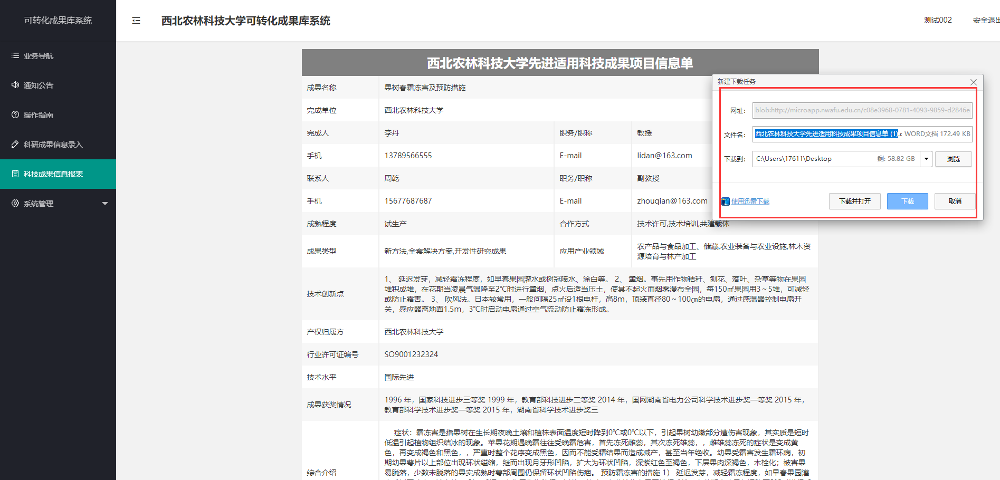 可转化成果库系统
业务导航
通知公告
操作指南
科研成果信息录入
科技成果信息报表
系统管理
西北农林科技大学可转化成果库系统
测试002
安全退出
西北农林科技大学先进适用科技成果项目信息单
成果名称 果树春霜冻害及预防措施
完成单位 西北农林科技大学
完成人 李丹 职务/职称 教授
手机 13789566555 E-mail lidan@163.com
联系人 周乾 职务/职称 副教授
手机 15677687687 E-mail zhouqian@163.com
成熟程度 试生产 合作方式 技术许可,技术培训,共建载体
成果类型 新方法,全套解决方案,开发性研究成果 应用产业领域 农产品与食品加工、储藏,农业装备与农业设施,林木资
源培育与林产加工
技术创新点
1、 延迟发芽，减轻霜冻程度，如早春果园灌水或树冠喷水、涂白等。 2、 熏烟。事先用作物秸秆、刨花、落叶、杂草等物在果园
堆积成堆，在花期当凌晨气温降至2℃时进行熏烟，点火后适当压土，使其不起火而烟雾漫布全园，每150㎡果园用3～5堆，可减轻
或防止霜害。 3、 吹风法。日本较常用，一般间隔25㎡设1根电杆，高8m，顶装直径80～100㎝的电扇，通过感温器控制电扇开
关，感应器离地面1.5m，3℃时启动电扇通过空气流动防止霜冻形成。
产权归属方 西北农林科技大学
行业许可证编号 SO9001232324
技术水平 国际先进
成果获奖情况
1996 年，国家科技进步三等奖 1999 年，教育部科技进步二等奖 2014 年，国网湖南省电力公司科学技术进步奖一等奖 2015 年，
教育部科学技术进步奖一等奖 2015 年，湖南省科学技术进步奖三
综合介绍
症状：霜冻害是指果树在生长期夜晚土壤和植株表面温度短时降到0℃或0℃以下，引起果树幼嫩部分遭伤害现象，其实质是短时
低温引起植物组织结冰的现象。苹果花期遇晚霜往往受晚霜危害，首先冻死雌蕊，其次冻死雄蕊，，雌雄蕊冻死的症状是变成黄
色，再变成褐色和黑色，，严重时整个花序变成黑色，因而不能受精结果而造成减产，甚至当年绝收。幼果受霜害发生霜环病，初
期幼果萼片以上部位出现环状缢缩，继而出现月牙形凹陷，扩大为环状凹陷，深紫红色至褐色，下层果肉深褐色，木栓化；被害果
易脱落，少数未脱落的果实成熟时萼部周围仍保留环状凹陷伤疤。 预防霜冻害的措施 1） 延迟发芽，减轻霜冻程度，如早春果园灌
新建下载任务
网址： blob:http://microapp.nwafu.edu.cn/c08e3968-0781-4093-9859-d2846e
文件名： 西北农林科技大学先进适用科技成果项目信息单 (1).c WORD文档 172.49 KB
下载到： C:\Users\17611\Desktop 剩: 58.82 GB 浏览
使用迅雷下载 下载并打开 下载 取消